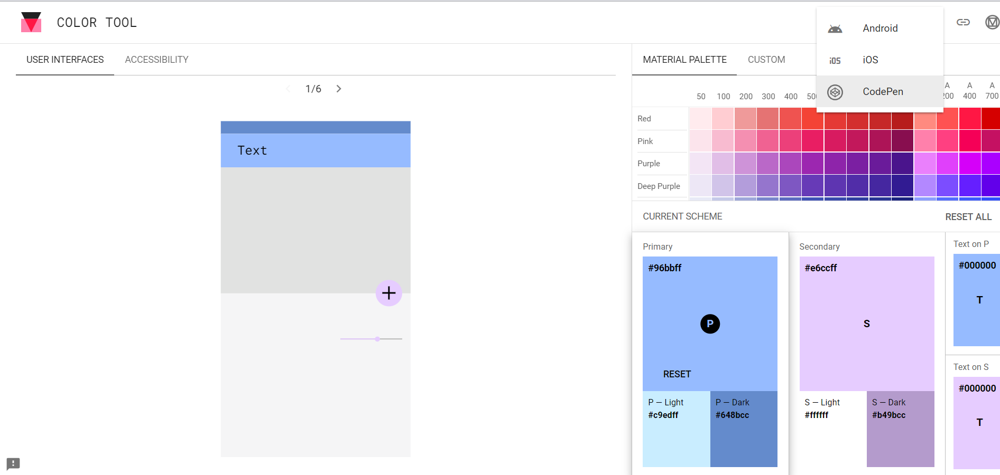 COLOR TOOL
Android
iOS
iOS
CodePen
USER INTERFACES
ACCESSIBILITY
1/6
Text
MATERIAL PALETTE
CUSTOM
50
100
200
300
400
A
A 400
A 700
Red
Pink
Purple
Deep Purple
CURRENT SCHEME
RESET ALL
Primary
#96bbff
P
RESET
P — Light
#c9edff
P — Dark
#648bcc
Secondary
#e6ccff
S
S — Light
#ffffff
S — Dark
#b49bcc
Text on P
#000000
T
Text on S
#000000
T